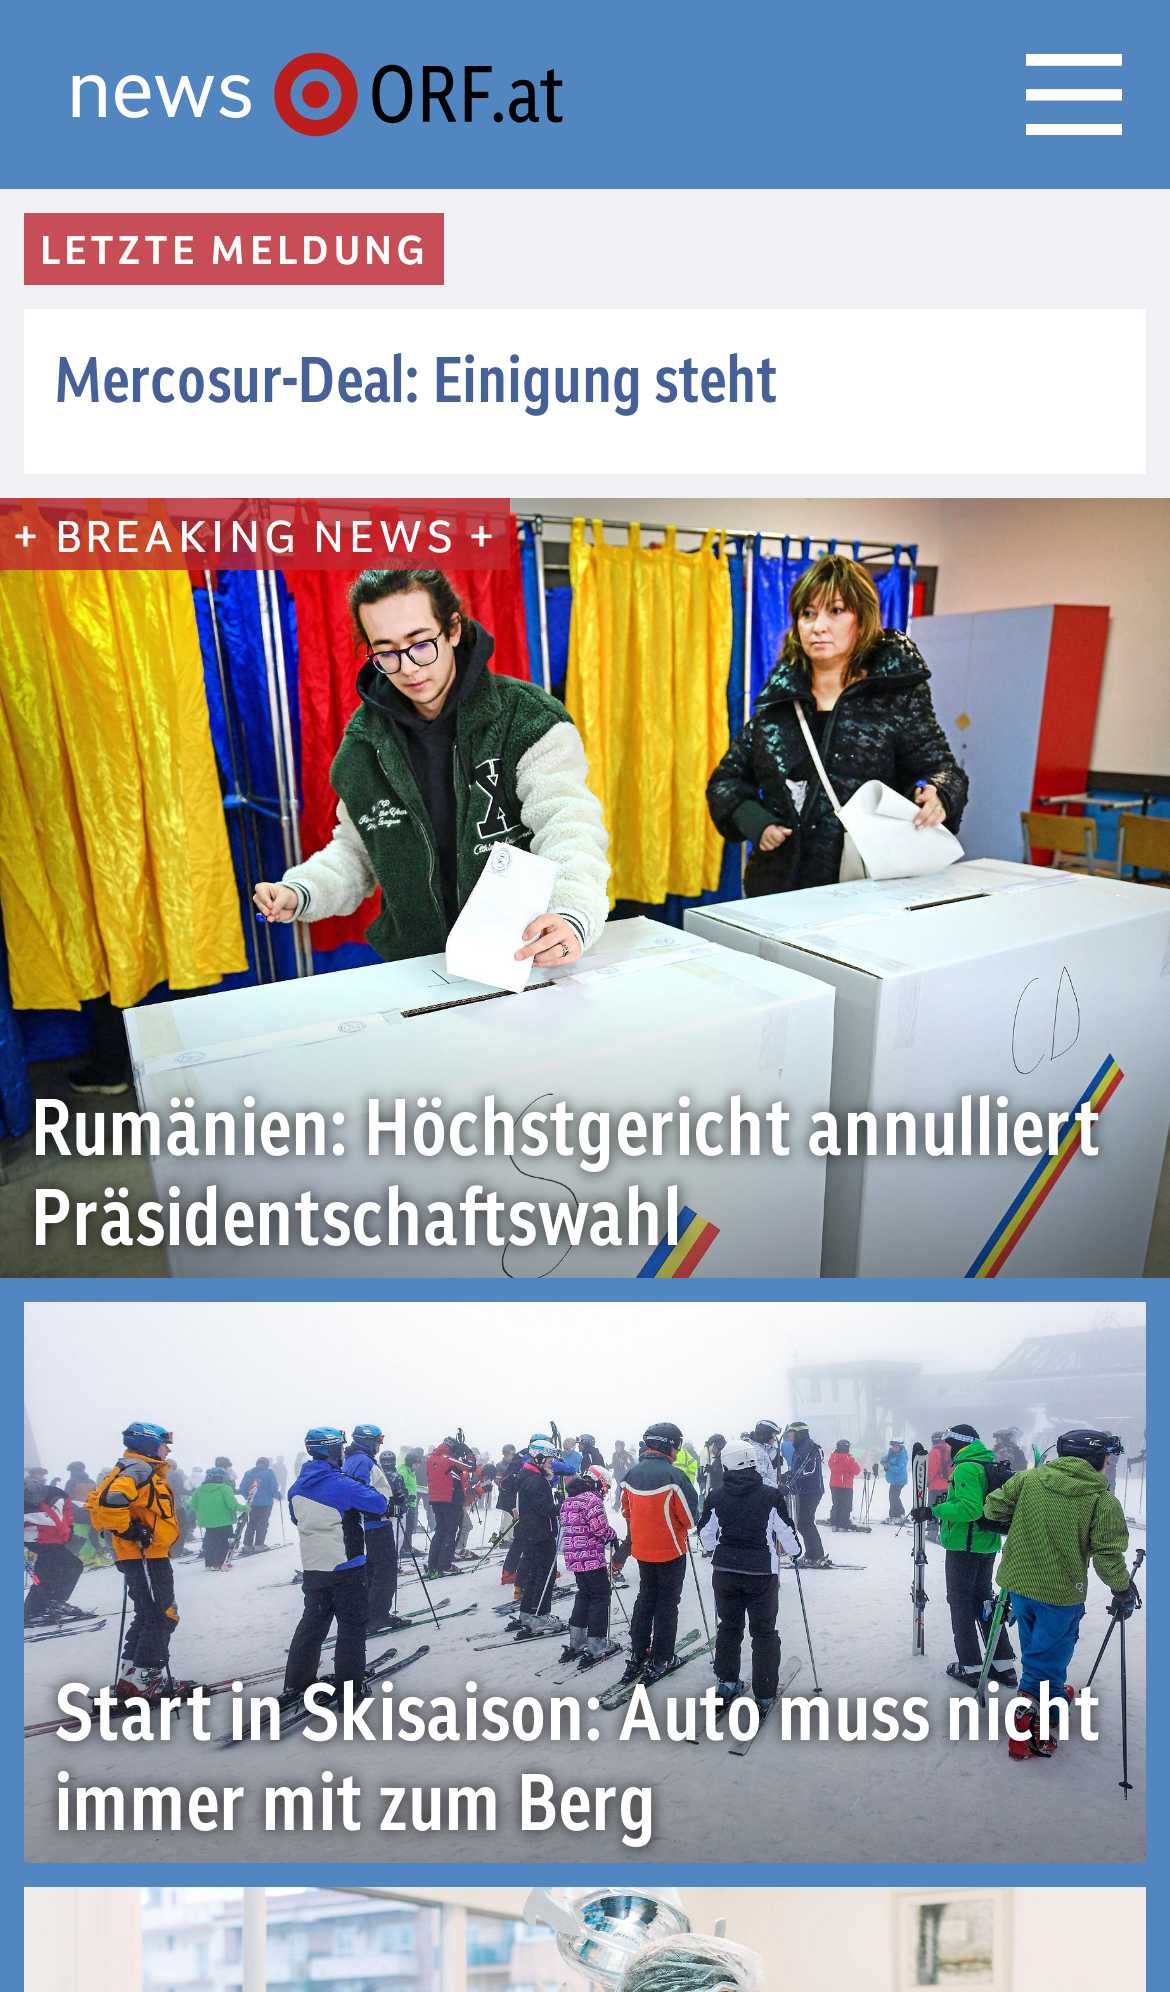 news ORF.at
LETZTE MELDUNG
Mercosur-Deal: Einigung steht
+ BREAKING NEWS +
Rumänien: Höchstgericht annulliert
Präsidentschaftswahl
Start in Skisaison: Auto muss nicht
immer mit zum Berg